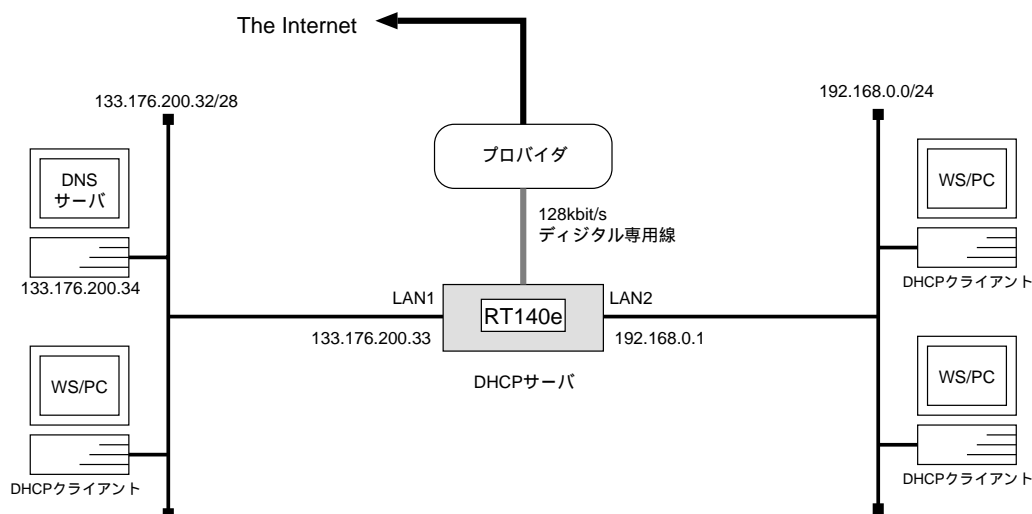 The Internet
133.176.200.32/28
192.168.0.0/24
プロバイダ
DNS
サーバ
WS/PC
128kbit/s
ディジタル専用線
133.176.200.34
DHCPクライアント
LAN1
LAN2
RT140e
133.176.200.33
192.168.0.1
DHCPサーバ
WS/PC
WS/PC
DHCPクライアント
DHCPクライアント